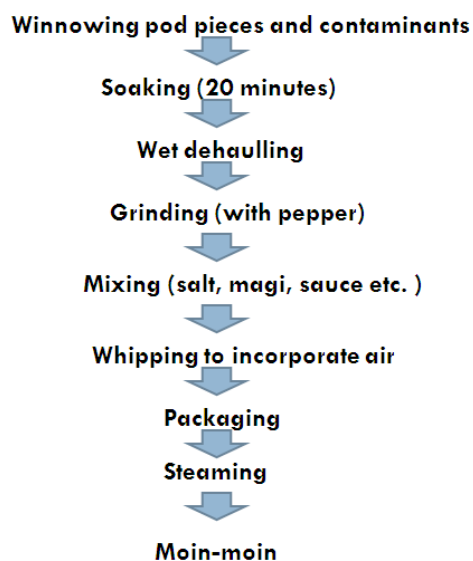 Winnowing pod pieces and contaminants
Soaking (20 minutes)
Wet dehaulling
Grinding (with pepper)
Mixing (salt, magi, sauce etc. )
Whipping to incorporate air
Packaging
Steaming
Moin-moin